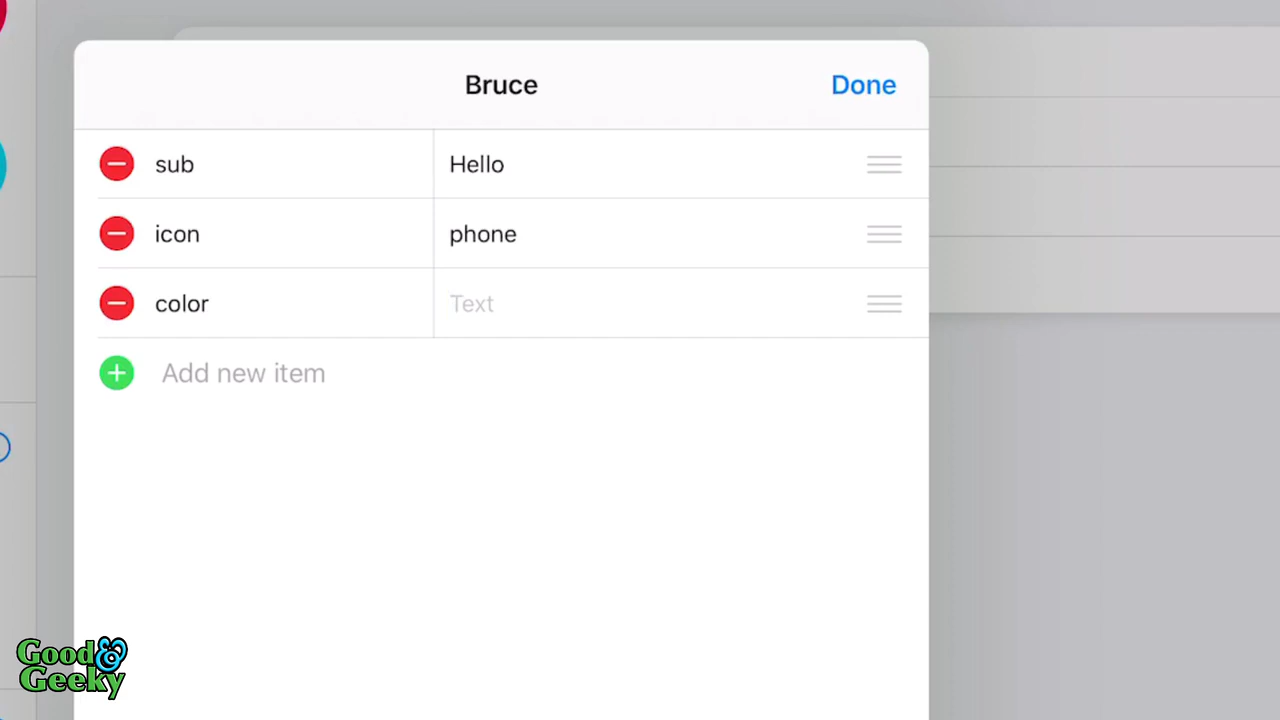 Bruce
Done
sub
Hello
icon
phone
color
Text
Add new item
Good&
Geeky